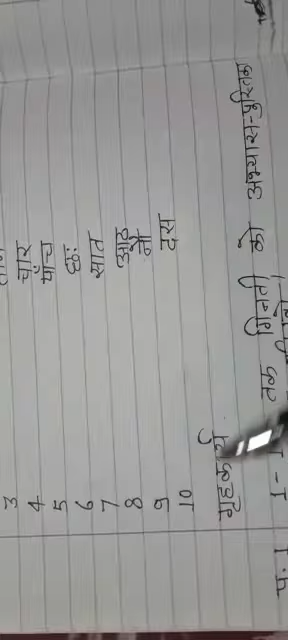 3
4 चार
5 पाँच
6 छः
7 सात
8 आठ
9 नौ
10 दस
गृहकार्य
तक गिनती को अभ्यास-पुस्तिका